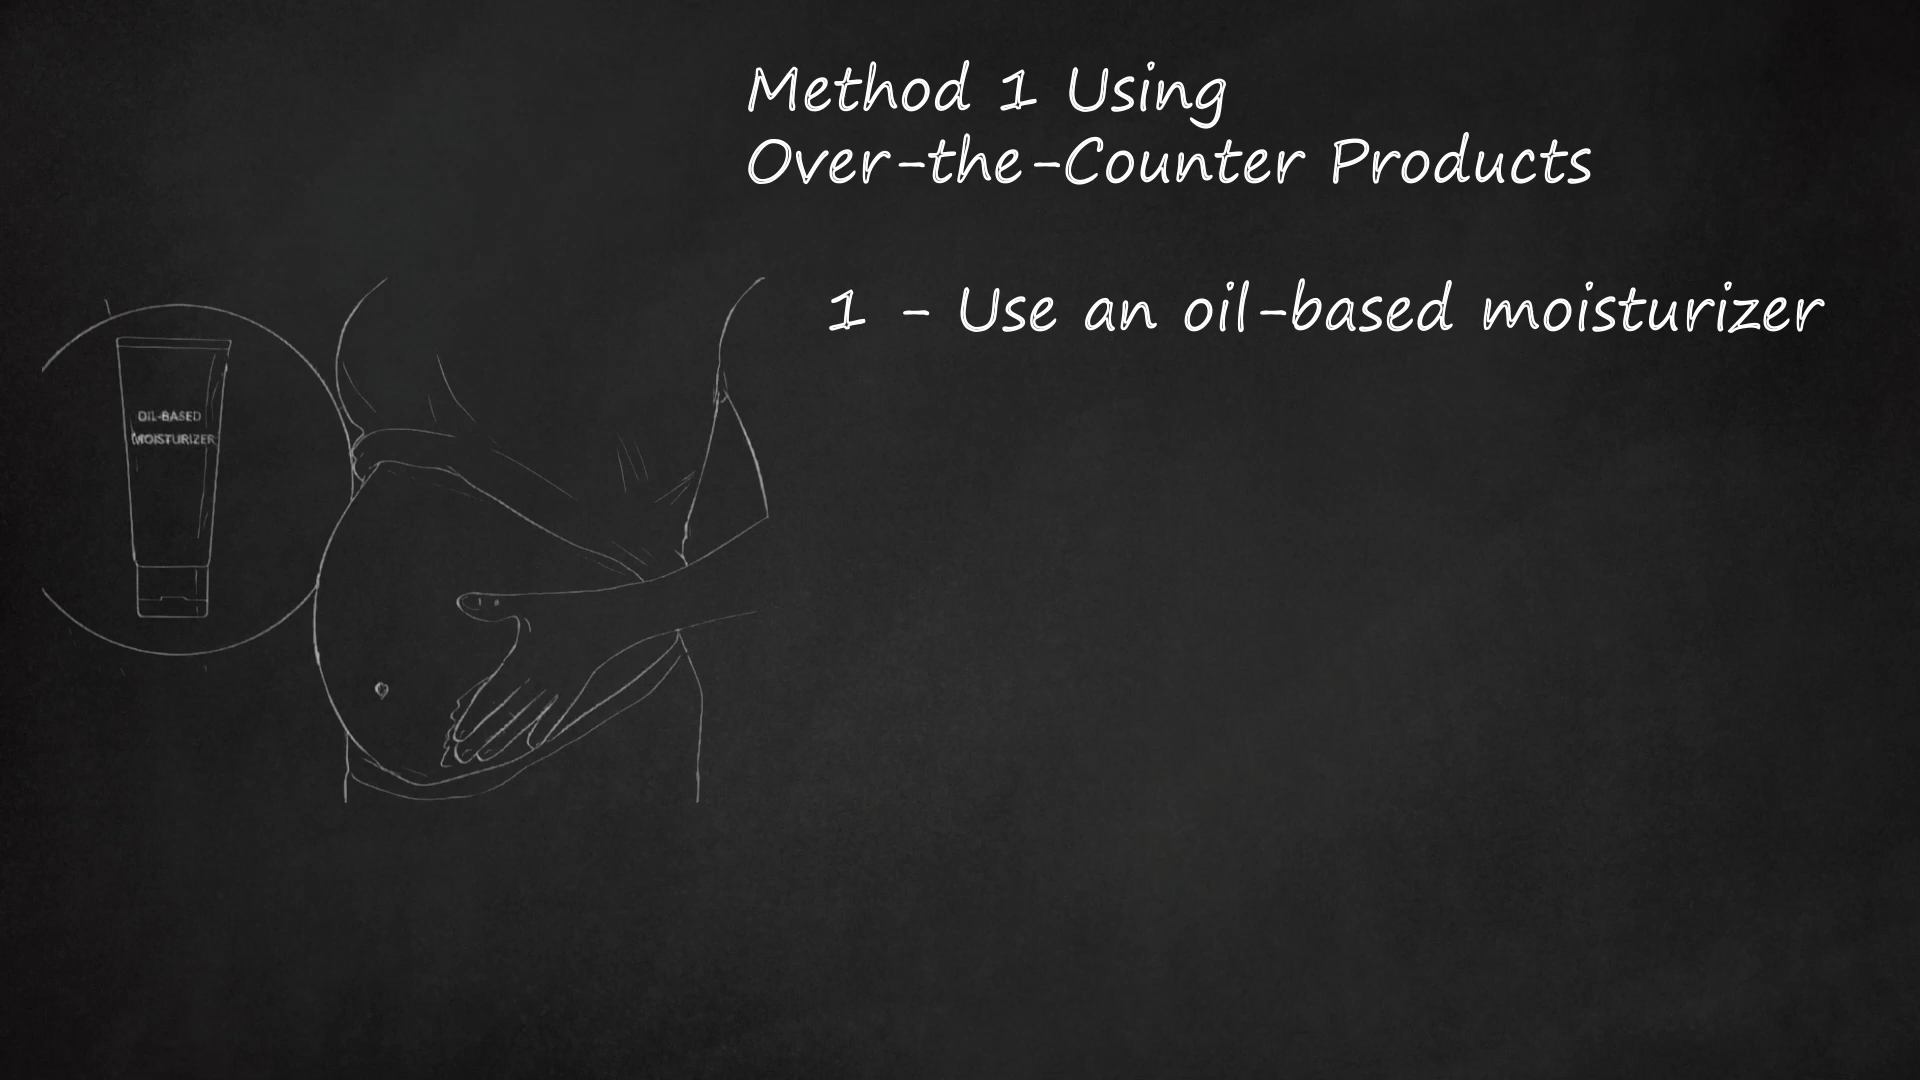 Method 1 Using
Over-the-Counter Products
1 - Use an oil-based moisturizer
OIL-BASED
MOISTURIZER